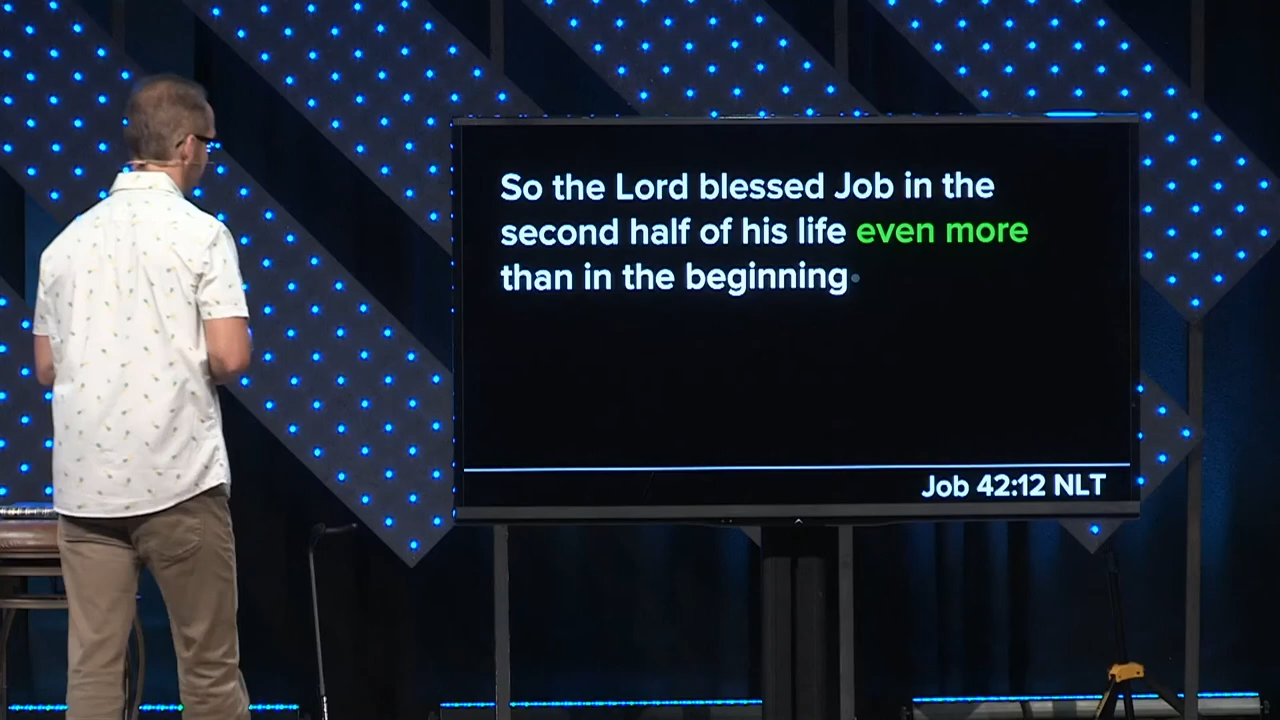 So the Lord blessed Job in the
second half of his life even more
than in the beginning.
Job 42:12 NLT